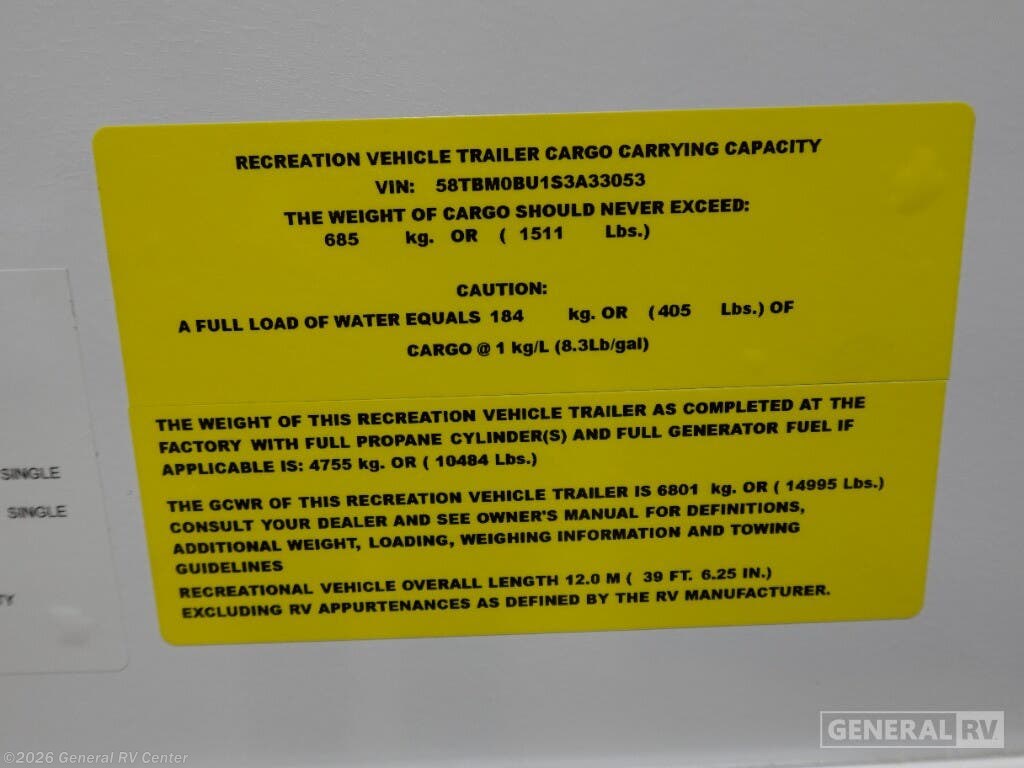 RECREATION VEHICLE TRAILER CARGO CARRYING CAPACITY
VIN: 58TBM0BU1S3A33053
THE WEIGHT OF CARGO SHOULD NEVER EXCEED:
685 kg. OR ( 1511 Lbs.)
CAUTION:
A FULL LOAD OF WATER EQUALS 184 kg. OR (405 Lbs.) OF
CARGO @ 1 kg/L (8.3Lb/gal)
THE WEIGHT OF THIS RECREATION VEHICLE TRAILER AS COMPLETED AT THE
FACTORY WITH FULL PROPANE CYLINDER(S) AND FULL GENERATOR FUEL IF
APPLICABLE IS: 4755 kg. OR ( 10484 Lbs.)
THE GCWR OF THIS RECREATION VEHICLE TRAILER IS 6801 kg. OR ( 14995 Lbs.)
CONSULT YOUR DEALER AND SEE OWNER'S MANUAL FOR DEFINITIONS,
ADDITIONAL WEIGHT, LOADING, WEIGHING INFORMATION AND TOWING
GUIDELINES
RECREATIONAL VEHICLE OVERALL LENGTH 12.0 M ( 39 FT. 6.25 IN.)
EXCLUDING RV APPURTENANCES AS DEFINED BY THE RV MANUFACTURER.
SINGLE
SINGLE
TY
GENERAL RV
©2026 General RV Center